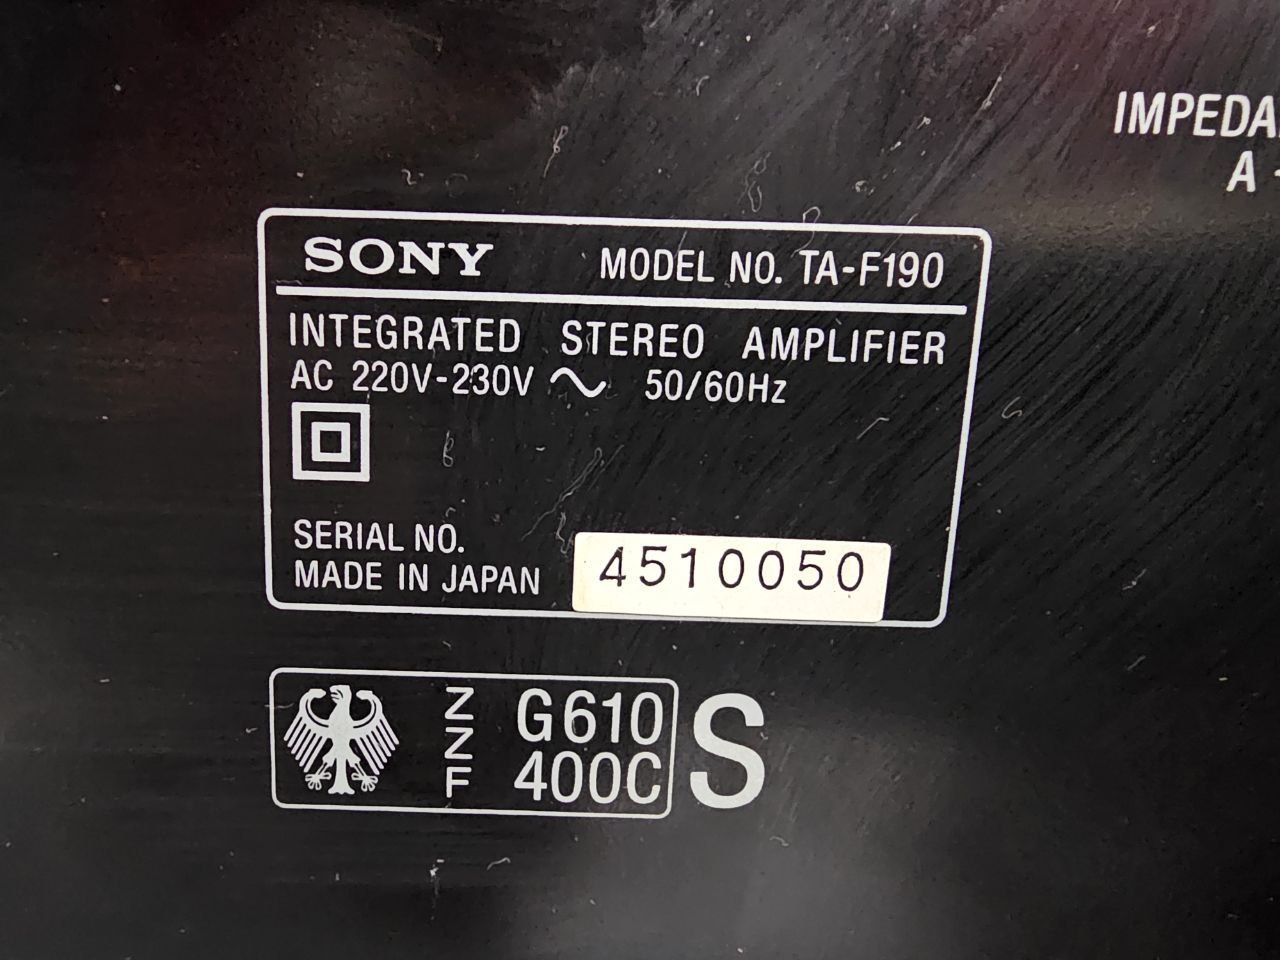 IMPEDA
A -
SONY MODEL NO. TA-F190
INTEGRATED STEREO AMPLIFIER
AC 220V-230V ~ 50/60Hz
SERIAL NO.
MADE IN JAPAN 4510050
ZZF G610 S
400C